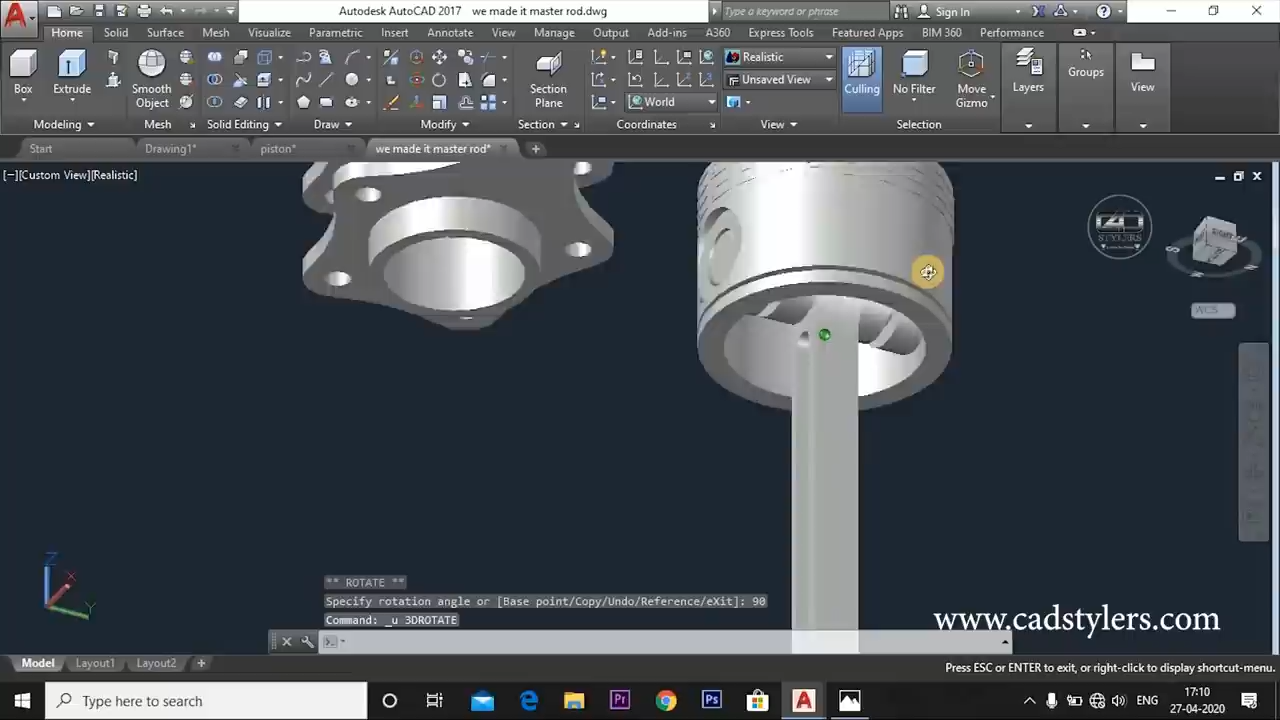 Autodesk AutoCAD 2017 we made it master rod.dwg
Type a keyword or phrase
Sign In
Home Solid Surface Mesh Visualize Parametric Insert Annotate View Manage Output Add-ins A360 Express Tools Featured Apps BIM 360 Performance
Box
Extrude
Smooth Object
Section Plane
Realistic
Unsaved View
World
Culling
No Filter
Move Gizmo
Layers
Groups
View
Modeling Mesh Solid Editing Draw Modify Section Coordinates View Selection
Start Drawing1* piston* we made it master rod*
[−][Custom View][Realistic]
STYLERS
RIGHT
WCS
Z
X
Y
** ROTATE **
Specify rotation angle or [Base point/Copy/Undo/Reference/eXit]: 90
Command: _u 3DROTATE
www.cadstylers.com
Model Layout1 Layout2
Press ESC or ENTER to exit, or right-click to display shortcut-menu.
Type here to search
Pr
Ps
ENG
17:10
27-04-2020